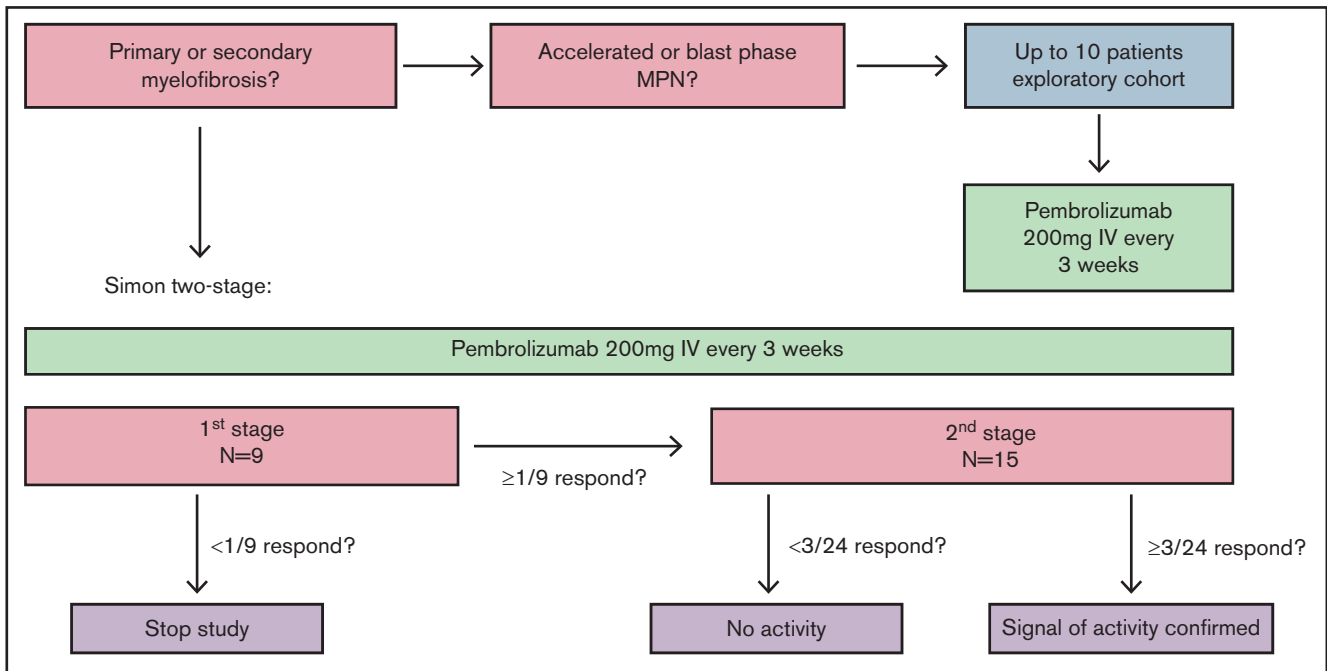 Primary or secondary
myelofibrosis?
Accelerated or blast phase
MPN?
Up to 10 patients
exploratory cohort
Pembrolizumab
200mg IV every
3 weeks
Simon two-stage:
Pembrolizumab 200mg IV every 3 weeks
1st stage
N=9
≥1/9 respond?
2nd stage
N=15
<1/9 respond?
<3/24 respond?
≥3/24 respond?
Stop study
No activity
Signal of activity confirmed